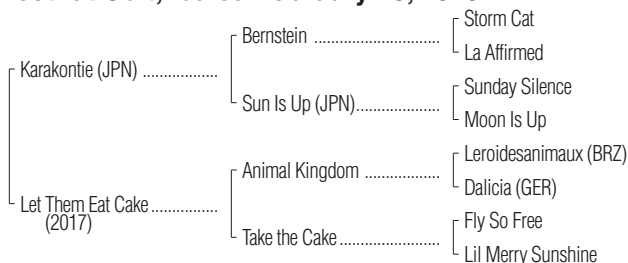 Storm Cat
Bernstein ....................
La Affirmed
Karakontie (JPN) ..................
Sunday Silence
Sun Is Up (JPN)....................
Moon Is Up
Leroidesanimaux (BRZ)
Animal Kingdom ..................
Dalicia (GER)
Let Them Eat Cake ................
(2017)
Fly So Free
Take the Cake ........................
Lil Merry Sunshine